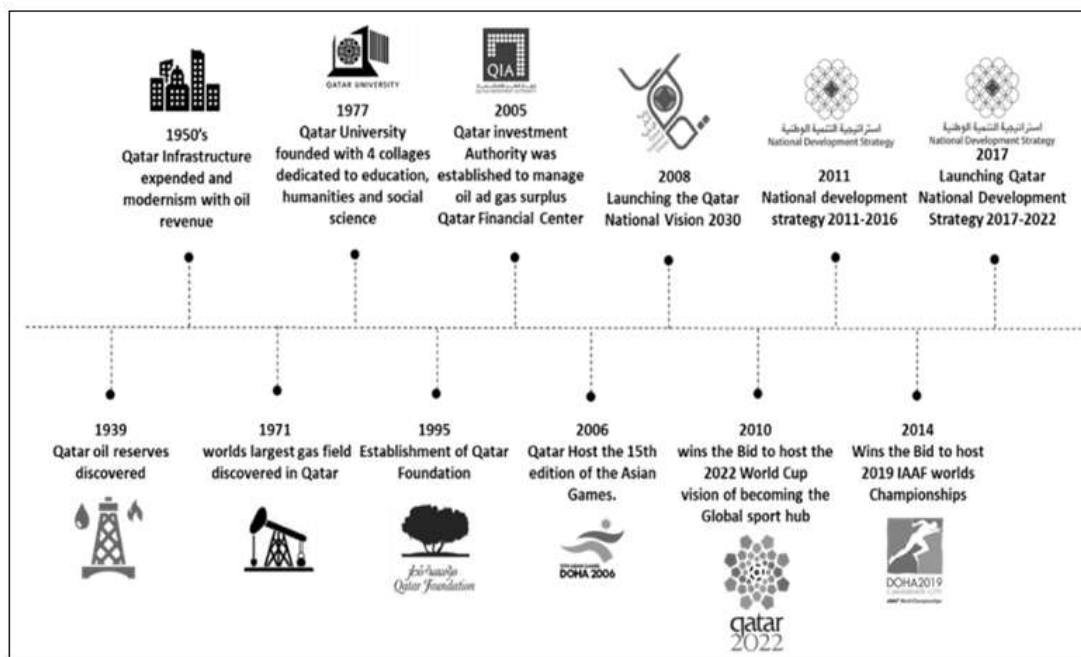 QATAR UNIVERSITY
1950's
Qatar Infrastructure
expended and
modernism with oil
revenue
1977
Qatar University
founded with 4 collages
dedicated to education,
humanities and social
science
QIA
2005
Qatar investment
Authority was
established to manage
oil ad gas surplus
Qatar Financial Center
2008
Launching the Qatar
National Vision 2030
استراتيجية التنمية الوطنية
National Development Strategy
2011
National development
strategy 2011-2016
استراتيجية التنمية الوطنية
National Development Strategy
2017
Launching Qatar
National Development
Strategy 2017-2022
1939
Qatar oil reserves
discovered
1971
worlds largest gas field
discovered in Qatar
1995
Establishment of Qatar
Foundation
مؤسسة قطر
Qatar Foundation
2006
Qatar Host the 15th
edition of the Asian
Games.
15TH ASIAN GAMES
DOHA 2006
2010
wins the Bid to host the
2022 World Cup
vision of becoming the
Global sport hub
qatar
2022
2014
Wins the Bid to host
2019 IAAF worlds
Championships
DOHA2019